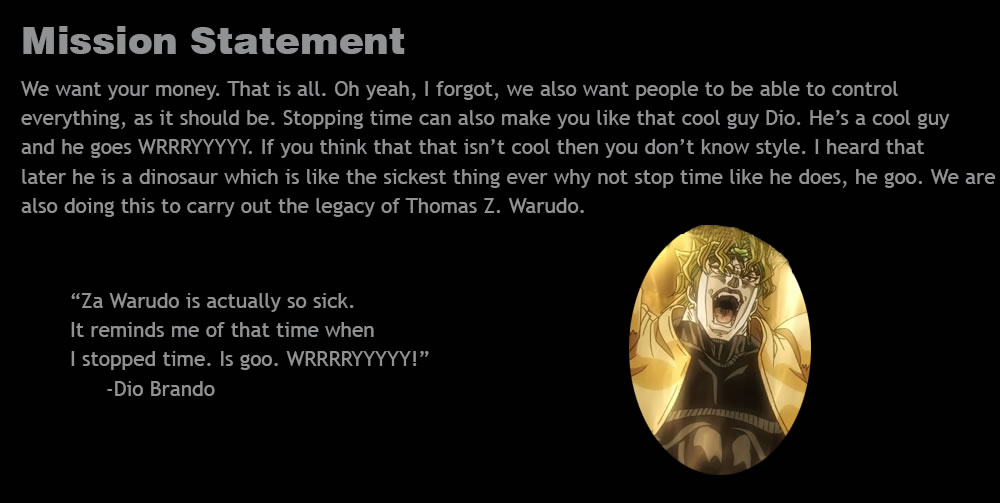 Mission Statement
We want your money. That is all. Oh yeah, I forgot, we also want people to be able to control
everything, as it should be. Stopping time can also make you like that cool guy Dio. He’s a cool guy
and he goes WRRRYYYYY. If you think that that isn’t cool then you don’t know style. I heard that
later he is a dinosaur which is like the sickest thing ever why not stop time like he does, he goo. We are
also doing this to carry out the legacy of Thomas Z. Warudo.
“Za Warudo is actually so sick.
It reminds me of that time when
I stopped time. Is goo. WRRRRYYYYY!”
-Dio Brando